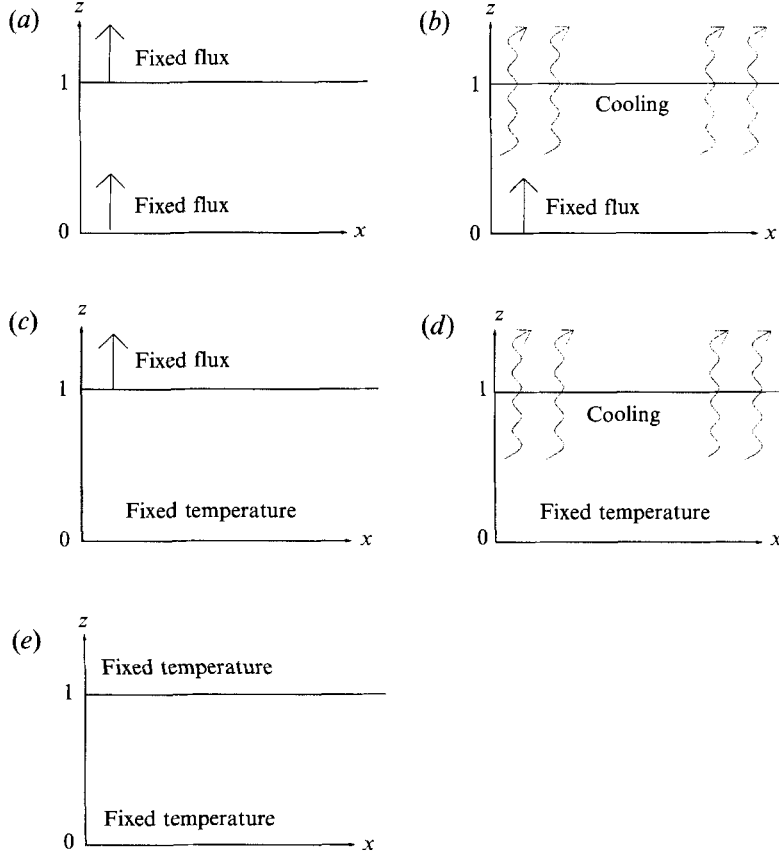 (a)
z
Fixed flux
1
Fixed flux
0
x
(b)
z
1
Cooling
Fixed flux
0
x
(c)
z
Fixed flux
1
Fixed temperature
0
x
(d)
z
1
Cooling
Fixed temperature
0
x
(e)
z
Fixed temperature
1
Fixed temperature
0
x